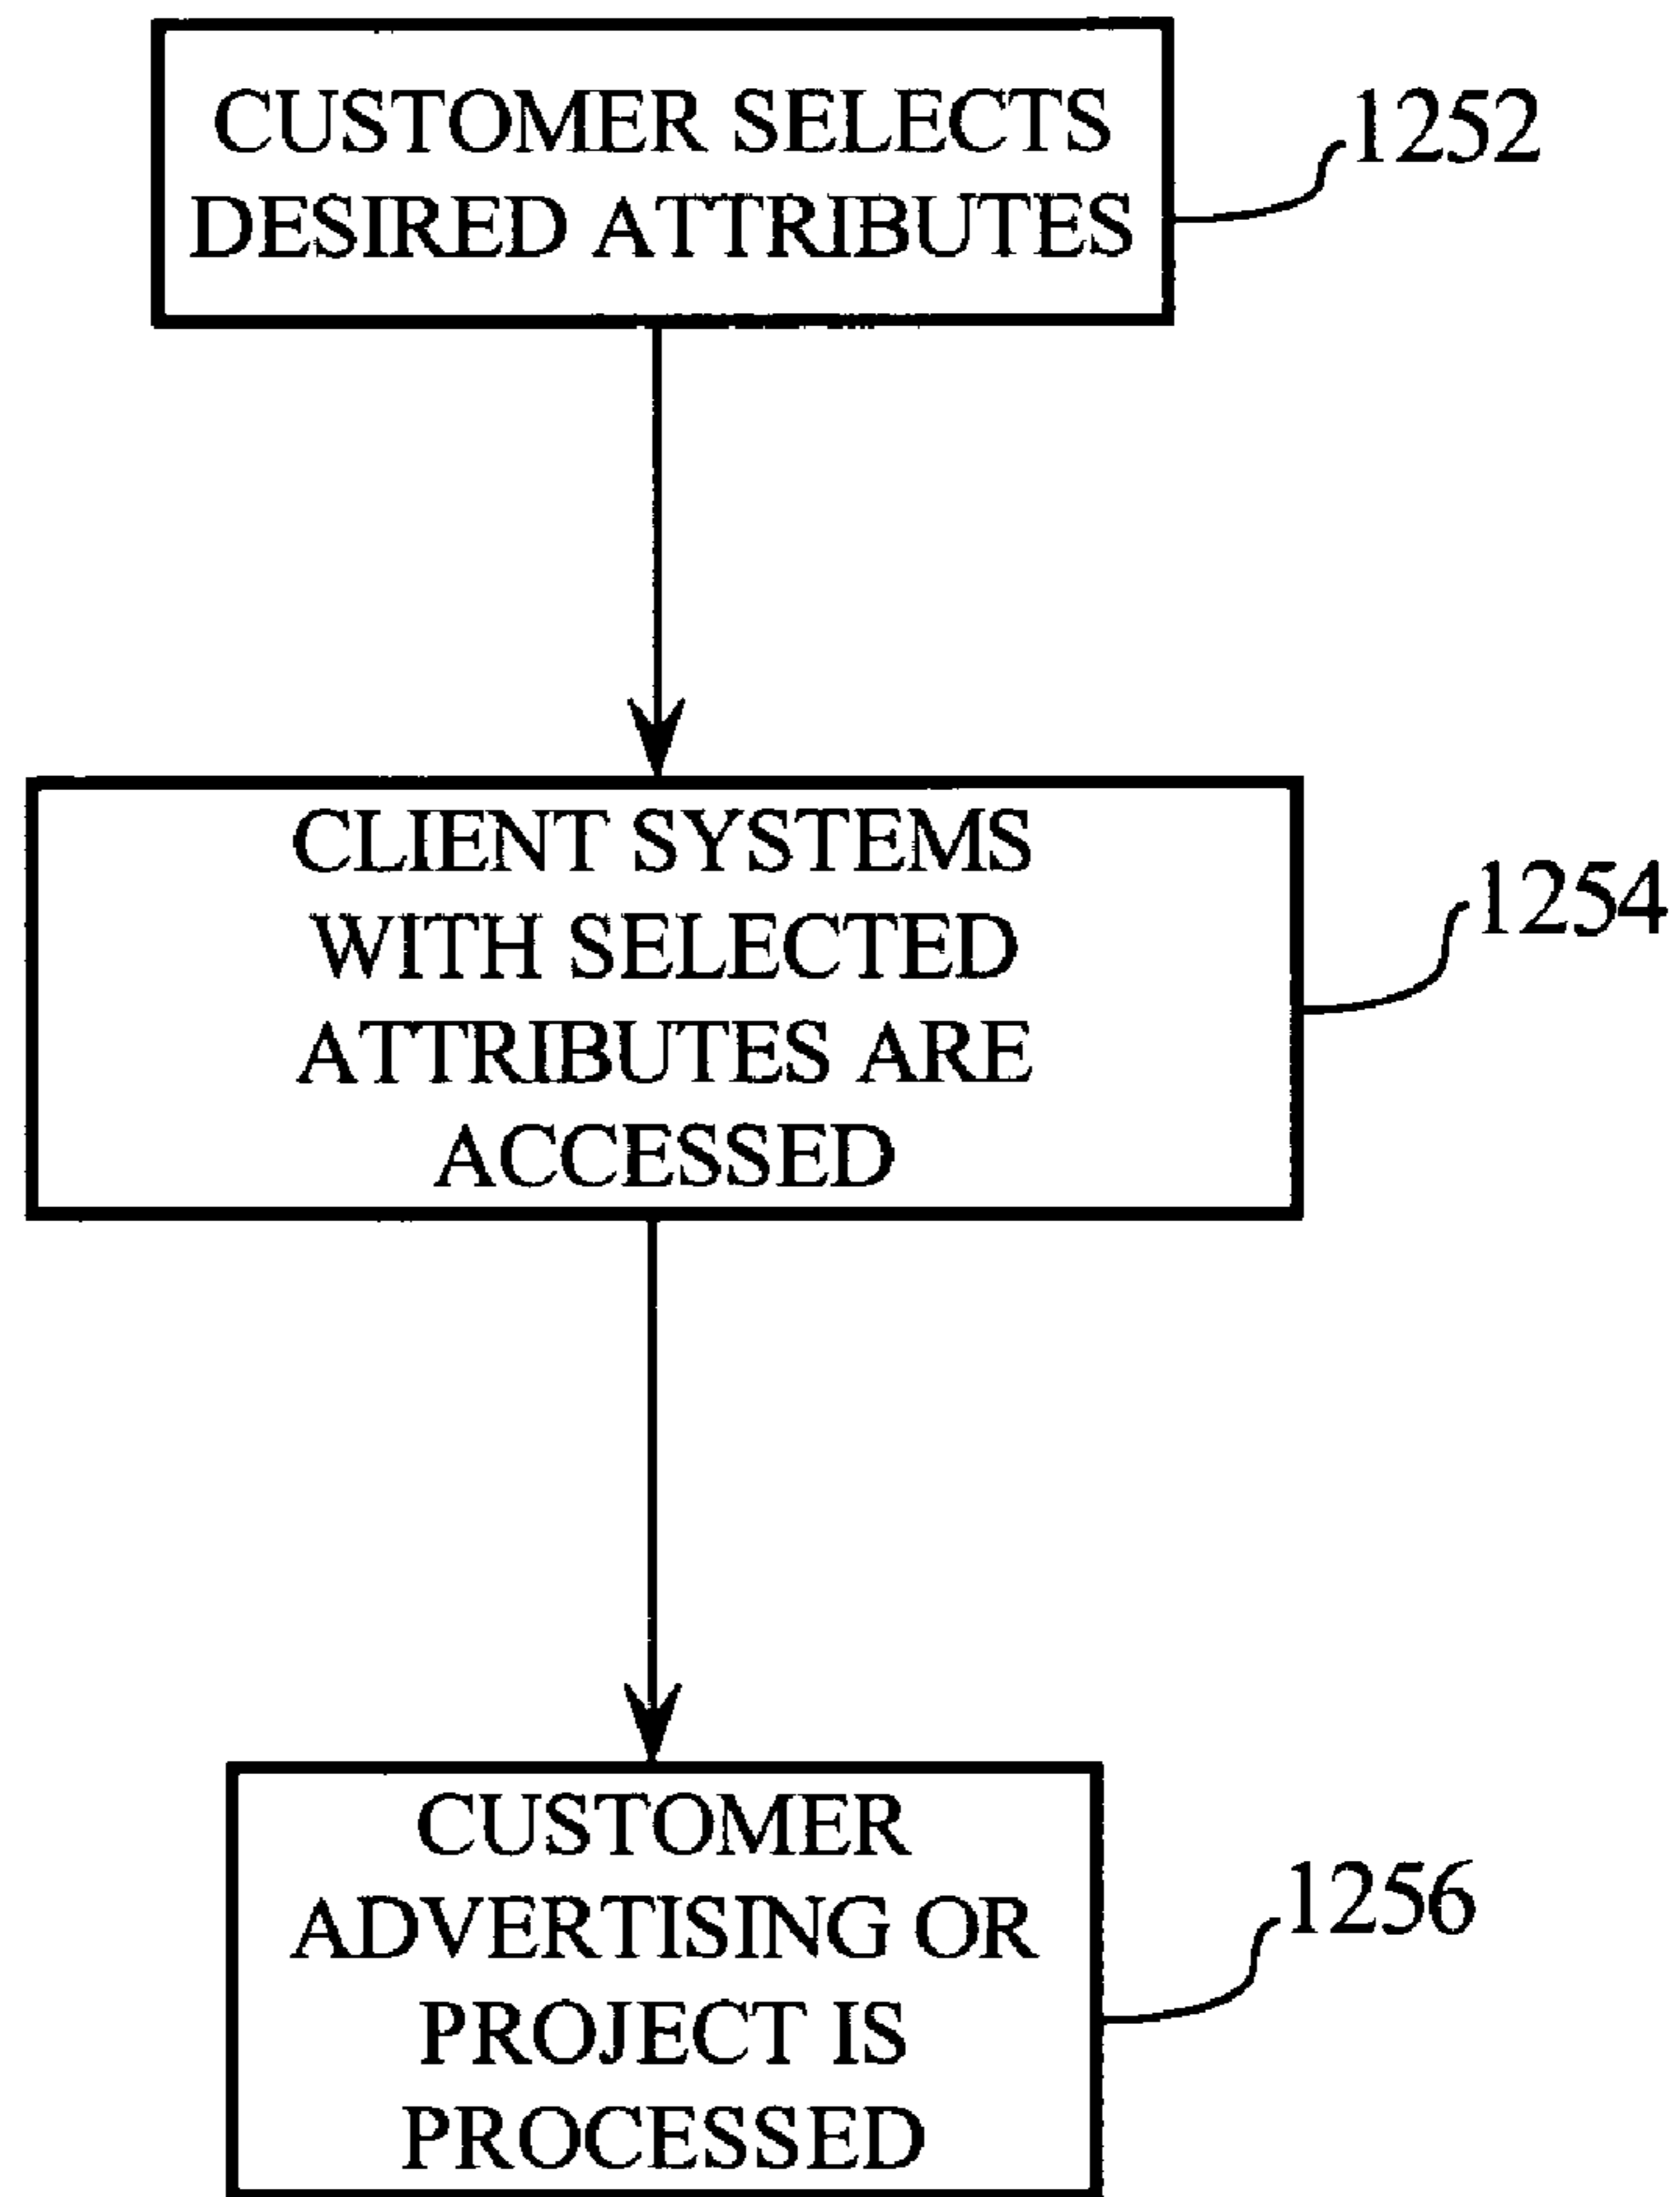 CUSTOMER SELECTS
DESIRED ATTRIBUTES
1252
CLIENT SYSTEMS
WITH SELECTED
ATTRIBUTES ARE
ACCESSED
1254
CUSTOMER
ADVERTISING OR
PROJECT IS
PROCESSED
1256